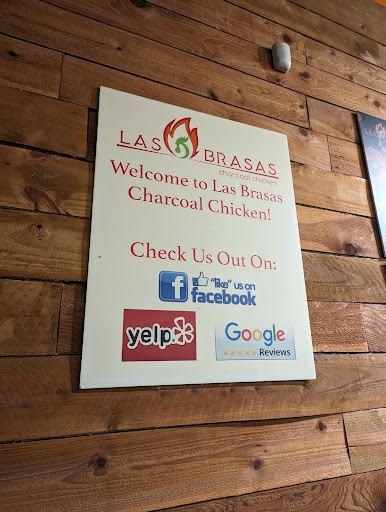 LAS BRASAS
charcoal chicken
Welcome to Las Brasas
Charcoal Chicken!
Check Us Out On:
f "like" us on
facebook
yelp
Google
Reviews